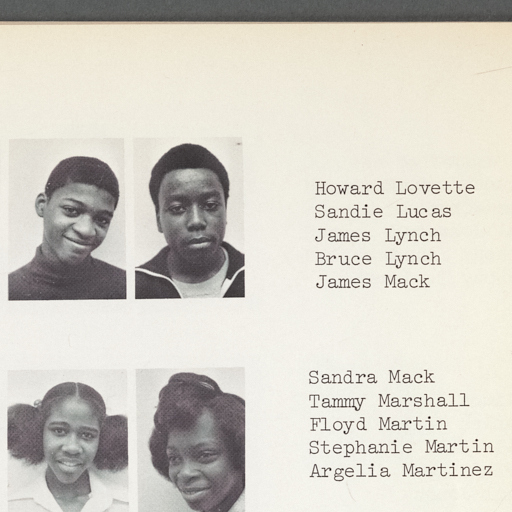 Howard Lovette
Sandie Lucas
James Lynch
Bruce Lynch
James Mack
Sandra Mack
Tammy Marshall
Floyd Martin
Stephanie Martin
Argelia Martinez